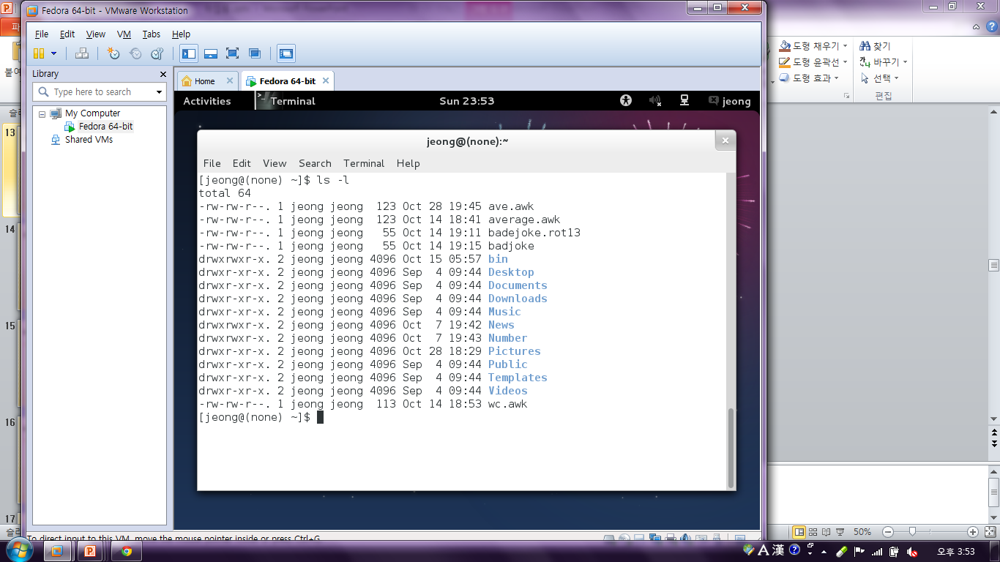 Fedora 64-bit - VMware Workstation
File Edit View VM Tabs Help
Library
Type here to search
My Computer
Fedora 64-bit
Shared VMs
Home
Fedora 64-bit
Activities Terminal Sun 23:53 jeong
jeong@(none):~
File Edit View Search Terminal Help
[jeong@(none) ~]$ ls -l
total 64
-rw-rw-r--. 1 jeong jeong  123 Oct 28 19:45 ave.awk
-rw-rw-r--. 1 jeong jeong  123 Oct 14 18:41 average.awk
-rw-rw-r--. 1 jeong jeong   55 Oct 14 19:11 badejoke.rot13
-rw-rw-r--. 1 jeong jeong   55 Oct 14 19:15 badjoke
drwxrwxr-x. 2 jeong jeong 4096 Oct 15 05:57 bin
drwxr-xr-x. 2 jeong jeong 4096 Sep  4 09:44 Desktop
drwxr-xr-x. 2 jeong jeong 4096 Sep  4 09:44 Documents
drwxr-xr-x. 2 jeong jeong 4096 Sep  4 09:44 Downloads
drwxr-xr-x. 2 jeong jeong 4096 Sep  4 09:44 Music
drwxrwxr-x. 2 jeong jeong 4096 Oct  7 19:42 News
drwxrwxr-x. 2 jeong jeong 4096 Oct  7 19:43 Number
drwxr-xr-x. 2 jeong jeong 4096 Oct 28 18:29 Pictures
drwxr-xr-x. 2 jeong jeong 4096 Sep  4 09:44 Public
drwxr-xr-x. 2 jeong jeong 4096 Sep  4 09:44 Templates
drwxr-xr-x. 2 jeong jeong 4096 Sep  4 09:44 Videos
-rw-rw-r--. 1 jeong jeong  113 Oct 14 18:53 wc.awk
[jeong@(none) ~]$
To direct input to this VM, move the mouse pointer inside or press Ctrl+G.
도형 채우기
도형 윤곽선
도형 효과
찾기
바꾸기
선택
편집
13
14
15
16
17
50%
A 漢
오후 3:53